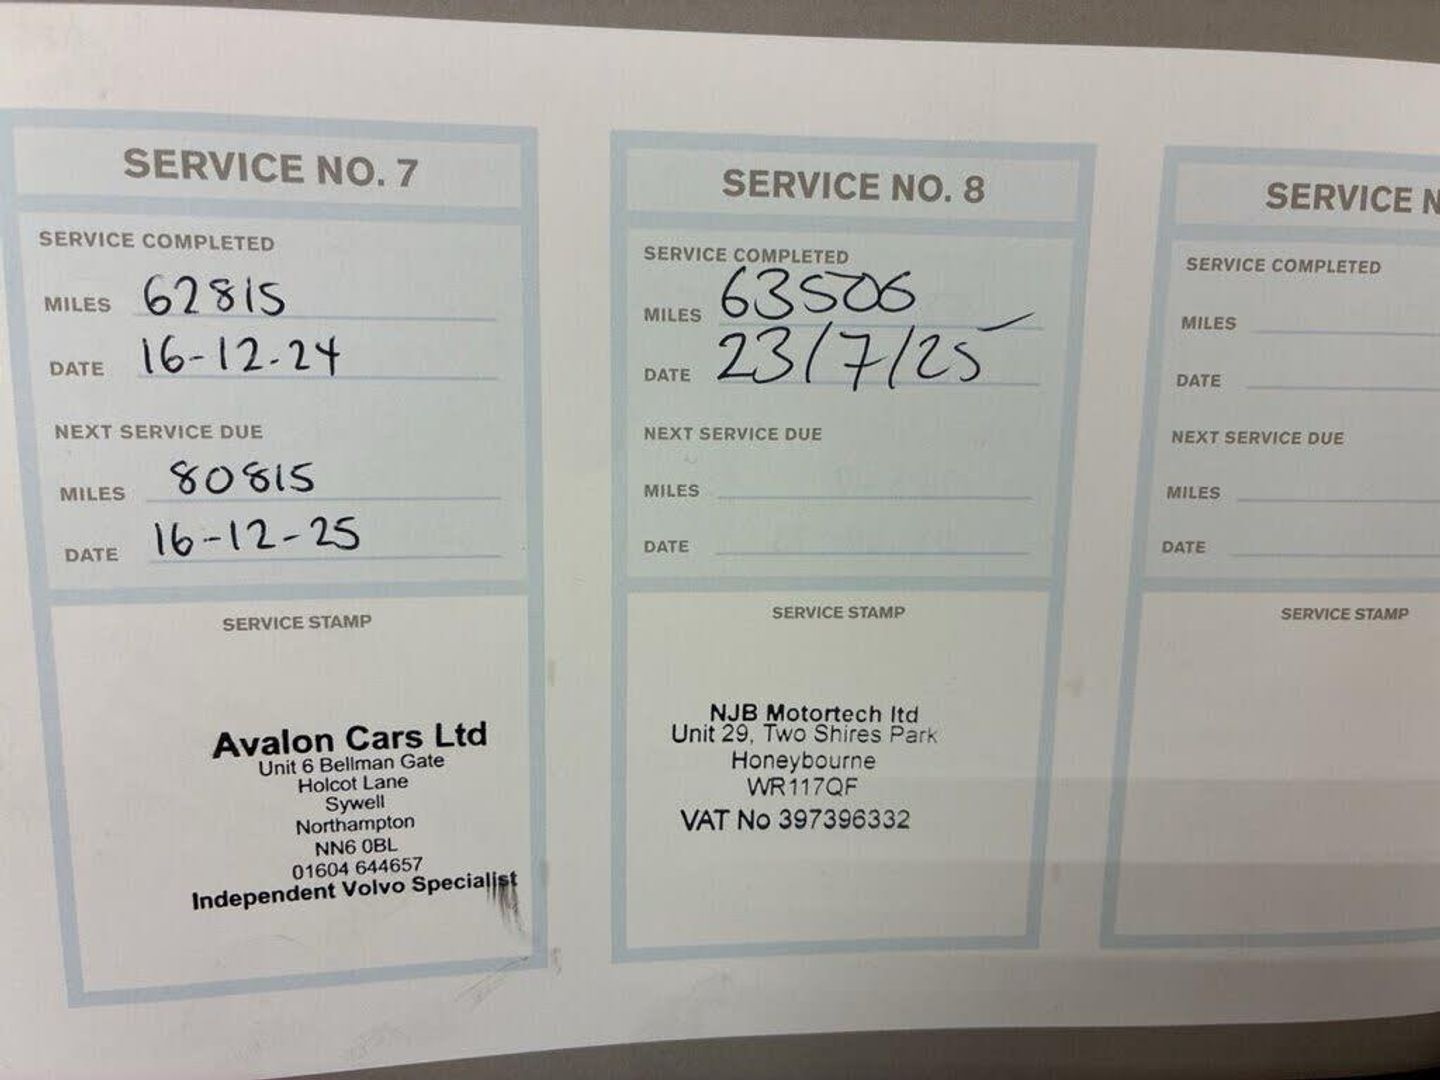 SERVICE NO. 7
SERVICE COMPLETED
MILES 62815
DATE 16-12-24
NEXT SERVICE DUE
MILES 80815
DATE 16-12-25
SERVICE STAMP
Avalon Cars Ltd
Unit 6 Bellman Gate
Holcot Lane
Sywell
Northampton
NN6 0BL
01604 644657
Independent Volvo Specialist
SERVICE NO. 8
SERVICE COMPLETED
MILES 63506
DATE 23/7/25
NEXT SERVICE DUE
MILES
DATE
SERVICE STAMP
NJB Motortech ltd
Unit 29, Two Shires Park
Honeybourne
WR117QF
VAT No 397396332
SERVICE N
SERVICE COMPLETED
MILES
DATE
NEXT SERVICE DUE
MILES
DATE
SERVICE STAMP